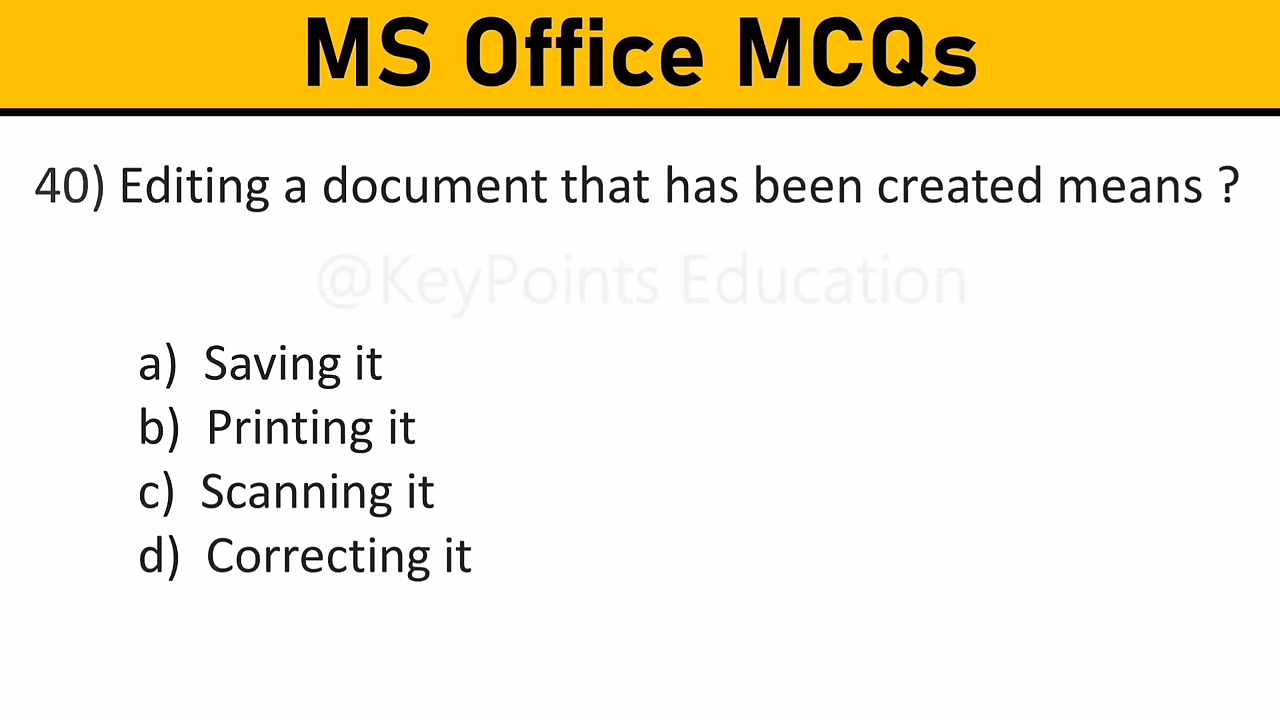 MS Office MCQs
40) Editing a document that has been created means ?
@KeyPoints Education
a) Saving it
b) Printing it
c) Scanning it
d) Correcting it